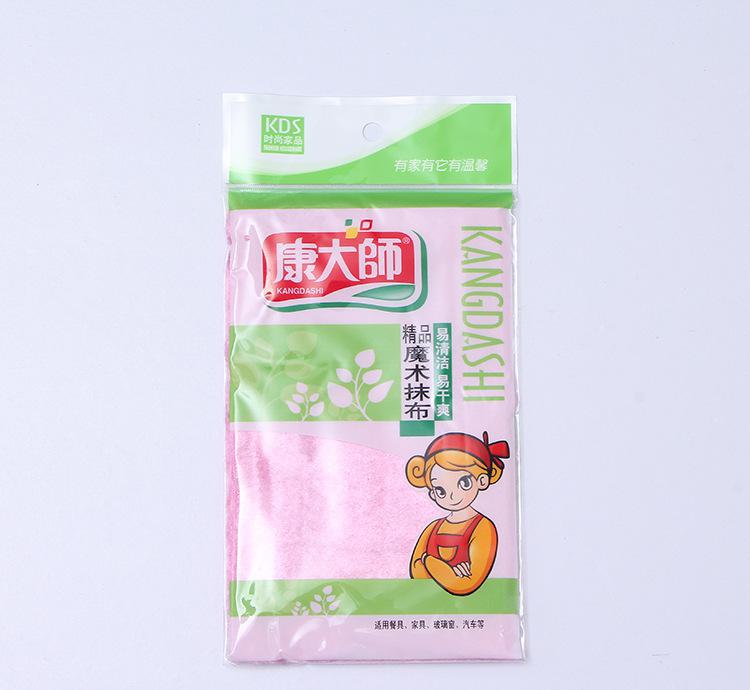 KDS
时尚家品
有家有它有温馨
康大師®
KANGDASHI
KANGDASHI
精品
魔术抹布
易清洁 易干爽
适用餐具、家具、玻璃窗、汽车等